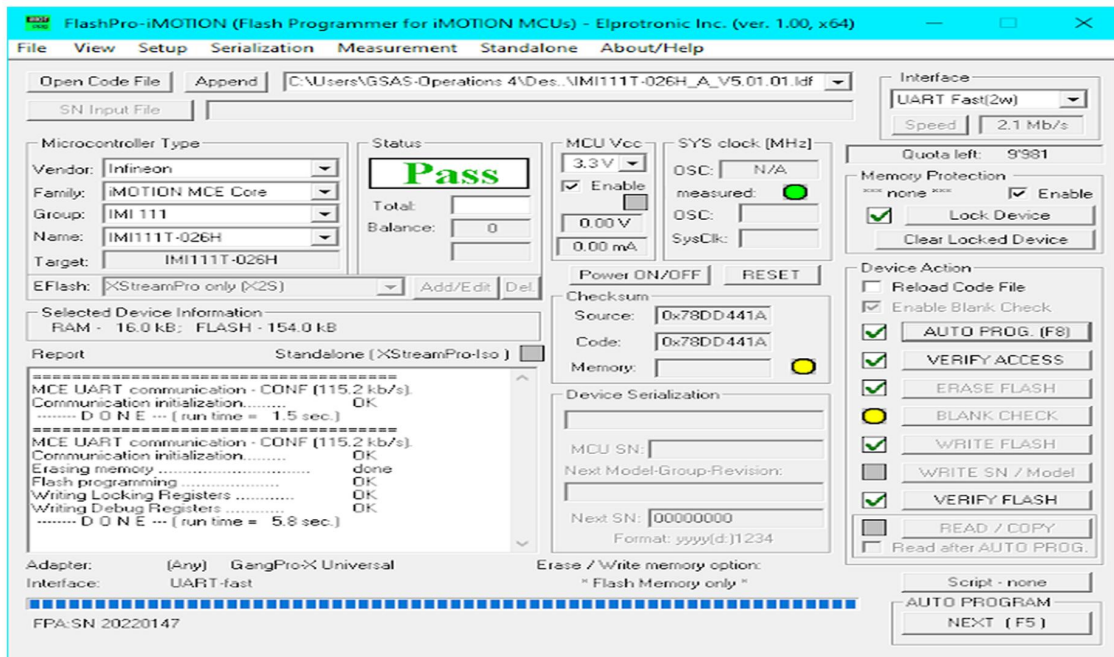 FlashPro-iMOTION (Flash Programmer for iMOTION MCUs) - Elprotronic Inc. (ver. 1.00, x64)
File View Setup Serialization Measurement Standalone About/Help
Open Code File Append C:\Users\GSAS-Operations 4\Des..\IMI111T-026H_A_V5.01.01.ldf
SN Input File
Interface
UART Fast(2w)
Speed 2.1 Mb/s
Microcontroller Type
Vendor: Infineon
Family: iMOTION MCE Core
Group: IMI 111
Name: IMI111T-026H
Target: IMI111T-026H
Status
Pass
Total:
Balance: 0
MCU Vcc
3.3 V
Enable
0.00 V
0.00 mA
SYS clock [MHz]
OSC: N/A
measured:
OSC:
SysClk:
Quota left: 9'981
Memory Protection
*** none *** Enable
Lock Device
Clear Locked Device
EFlash: XStreamPro only (X2S) Add/Edit Del.
Power ON/OFF RESET
Selected Device Information
RAM - 16.0 kB; FLASH - 154.0 kB
Checksum
Source: 0x78DD441A
Code: 0x78DD441A
Memory:
Device Action
Reload Code File
Enable Blank Check
AUTO PROG. (F8)
VERIFY ACCESS
ERASE FLASH
BLANK CHECK
WRITE FLASH
WRITE SN / Model
VERIFY FLASH
READ / COPY
Read after AUTO PROG.
Report Standalone ( XStreamPro-Iso )
=====================================
MCE UART communication - CONF (115.2 kb/s).
Communication initialization........ OK
------- D O N E --- ( run time = 1.5 sec.)
=====================================
MCE UART communication - CONF (115.2 kb/s).
Communication initialization........ OK
Erasing memory ................................ done
Flash programming ..................... OK
Writing Locking Registers ............ OK
Writing Debug Registers .............. OK
------- D O N E --- ( run time = 5.8 sec.)
Device Serialization
MCU SN:
Next Model-Group-Revision:
Next SN: 00000000
Format: yyyy(d:)1234
Adapter: (Any) GangPro-X Universal
Interface: UART-fast
Erase / Write memory option:
" Flash Memory only "
Script - none
AUTO PROGRAM
NEXT ( F5 )
FPA:SN 20220147